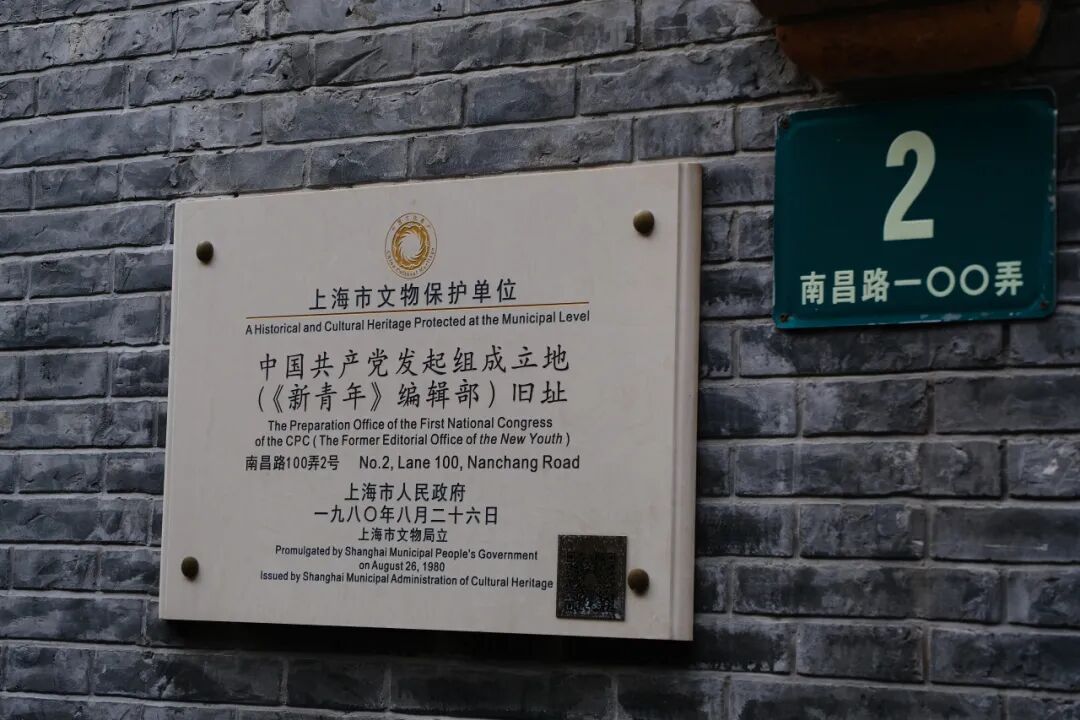 上海市文物保护单位
A Historical and Cultural Heritage Protected at the Municipal Level
中国共产党发起组成立地
(《新青年》编辑部)旧址
The Preparation Office of the First National Congress
of the CPC ( The Former Editorial Office of the New Youth )
南昌路100弄2号 No.2, Lane 100, Nanchang Road
上海市人民政府
一九八〇年八月二十六日
上海市文物局立
Promulgated by Shanghai Municipal People's Government
on August 26, 1980
Issued by Shanghai Municipal Administration of Cultural Heritage
2
南昌路一〇〇弄